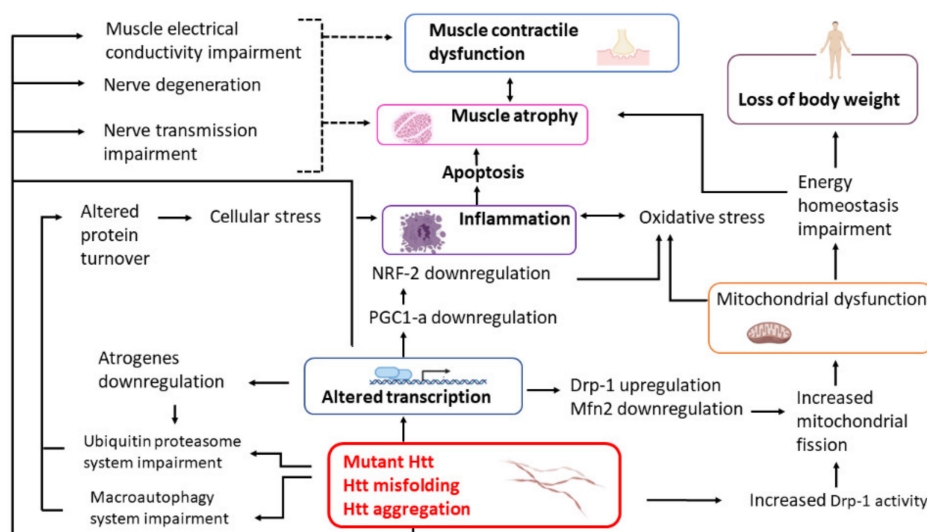 Muscle electrical
conductivity impairment
Nerve degeneration
Nerve transmission
impairment
Muscle contractile
dysfunction
Muscle atrophy
Loss of body weight
Apoptosis
Altered
protein
turnover
Cellular stress
Inflammation
Oxidative stress
Energy
homeostasis
impairment
NRF-2 downregulation
PGC1-a downregulation
Mitochondrial dysfunction
Atrogenes
downregulation
Altered transcription
Drp-1 upregulation
Mfn2 downregulation
Increased
mitochondrial
fission
Ubiquitin proteasome
system impairment
Macroautophagy
system impairment
Mutant Htt
Htt misfolding
Htt aggregation
Increased Drp-1 activity